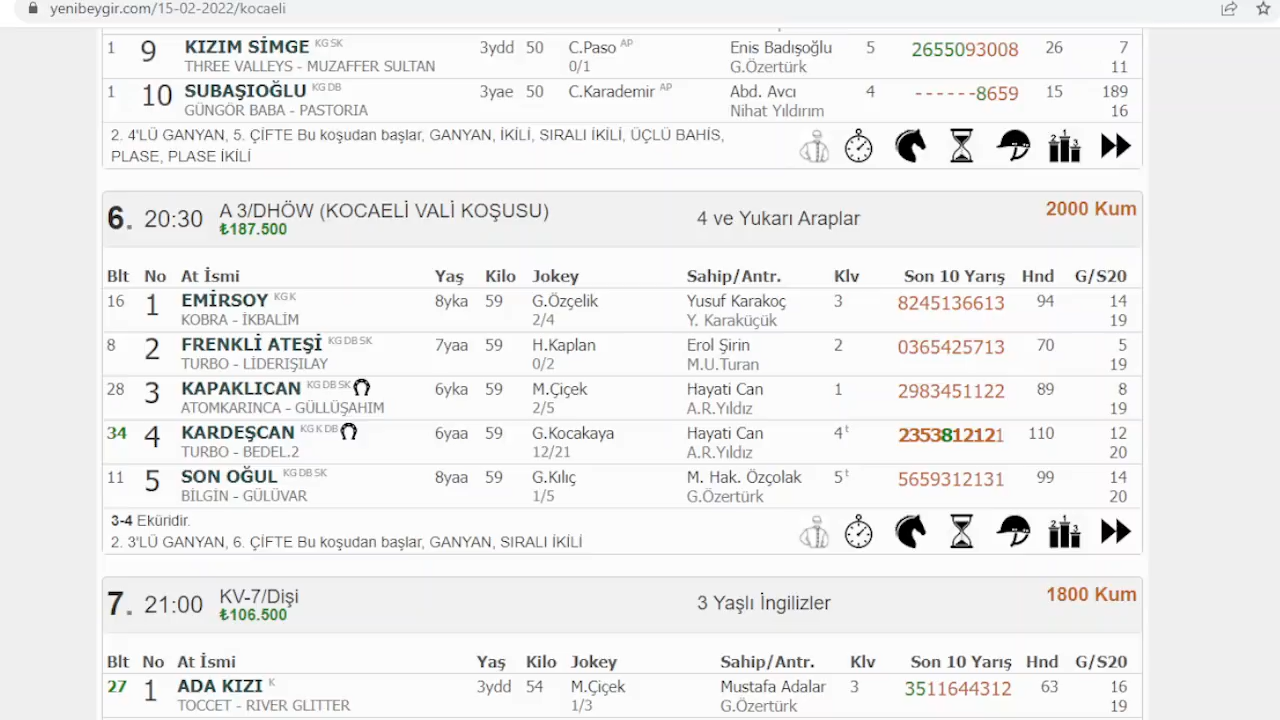 yenibeygir.com/15-02-2022/kocaeli
1 9 KIZIM SİMGE KG SK 3ydd 50 C.Paso AP Enis Badışoğlu 5 2655093008 26 7
THREE VALLEYS - MUZAFFER SULTAN 0/1 G.Özertürk 11
1 10 SUBAŞIOĞLU KG DB 3yae 50 C.Karademir AP Abd. Avcı 4 - - - - - -8659 15 189
GÜNGÖR BABA - PASTORIA Nihat Yıldırım 16
2. 4'LÜ GANYAN, 5. ÇİFTE Bu koşudan başlar, GANYAN, İKİLİ, SIRALI İKİLİ, ÜÇLÜ BAHİS,
PLASE, PLASE İKİLİ
6. 20:30 A 3/DHÖW (KOCAELİ VALİ KOŞUSU) 4 ve Yukarı Araplar 2000 Kum
₺187.500
Blt No At İsmi Yaş Kilo Jokey Sahip/Antr. Klv Son 10 Yarış Hnd G/S20
16 1 EMİRSOY KG K 8yka 59 G.Özçelik Yusuf Karakoç 3 8245136613 94 14
KOBRA - İKBALİM 2/4 Y. Karaküçük 19
8 2 FRENKLİ ATEŞİ KG DB SK 7yaa 59 H.Kaplan Erol Şirin 2 0365425713 70 5
TURBO - LİDERIŞILAY 0/2 M.U.Turan 19
28 3 KAPAKLICAN KG DB SK 6yka 59 M.Çiçek Hayati Can 1 2983451122 89 8
ATOMKARINCA - GÜLLÜŞAHIM 2/5 A.R.Yıldız 19
34 4 KARDEŞCAN KG K DB 6yaa 59 G.Kocakaya Hayati Can 4t 2353812121 110 12
TURBO - BEDEL.2 12/21 A.R.Yıldız 20
11 5 SON OĞUL KG DB SK 8yaa 59 G.Kılıç M. Hak. Özçolak 5t 5659312131 99 14
BİLGİN - GÜLÜVAR 1/5 G.Özertürk 20
3-4 Eküridir.
2. 3'LÜ GANYAN, 6. ÇİFTE Bu koşudan başlar, GANYAN, SIRALI İKİLİ
7. 21:00 KV-7/Dişi 3 Yaşlı İngilizler 1800 Kum
₺106.500
Blt No At İsmi Yaş Kilo Jokey Sahip/Antr. Klv Son 10 Yarış Hnd G/S20
27 1 ADA KIZI K 3ydd 54 M.Çiçek Mustafa Adalar 3 3511644312 63 16
TOCCET - RIVER GLITTER 1/3 G.Özertürk 19